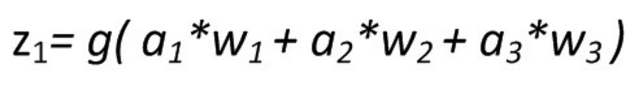 z₁= g( a₁*w₁ + a₂*w₂ + a₃*w₃ )